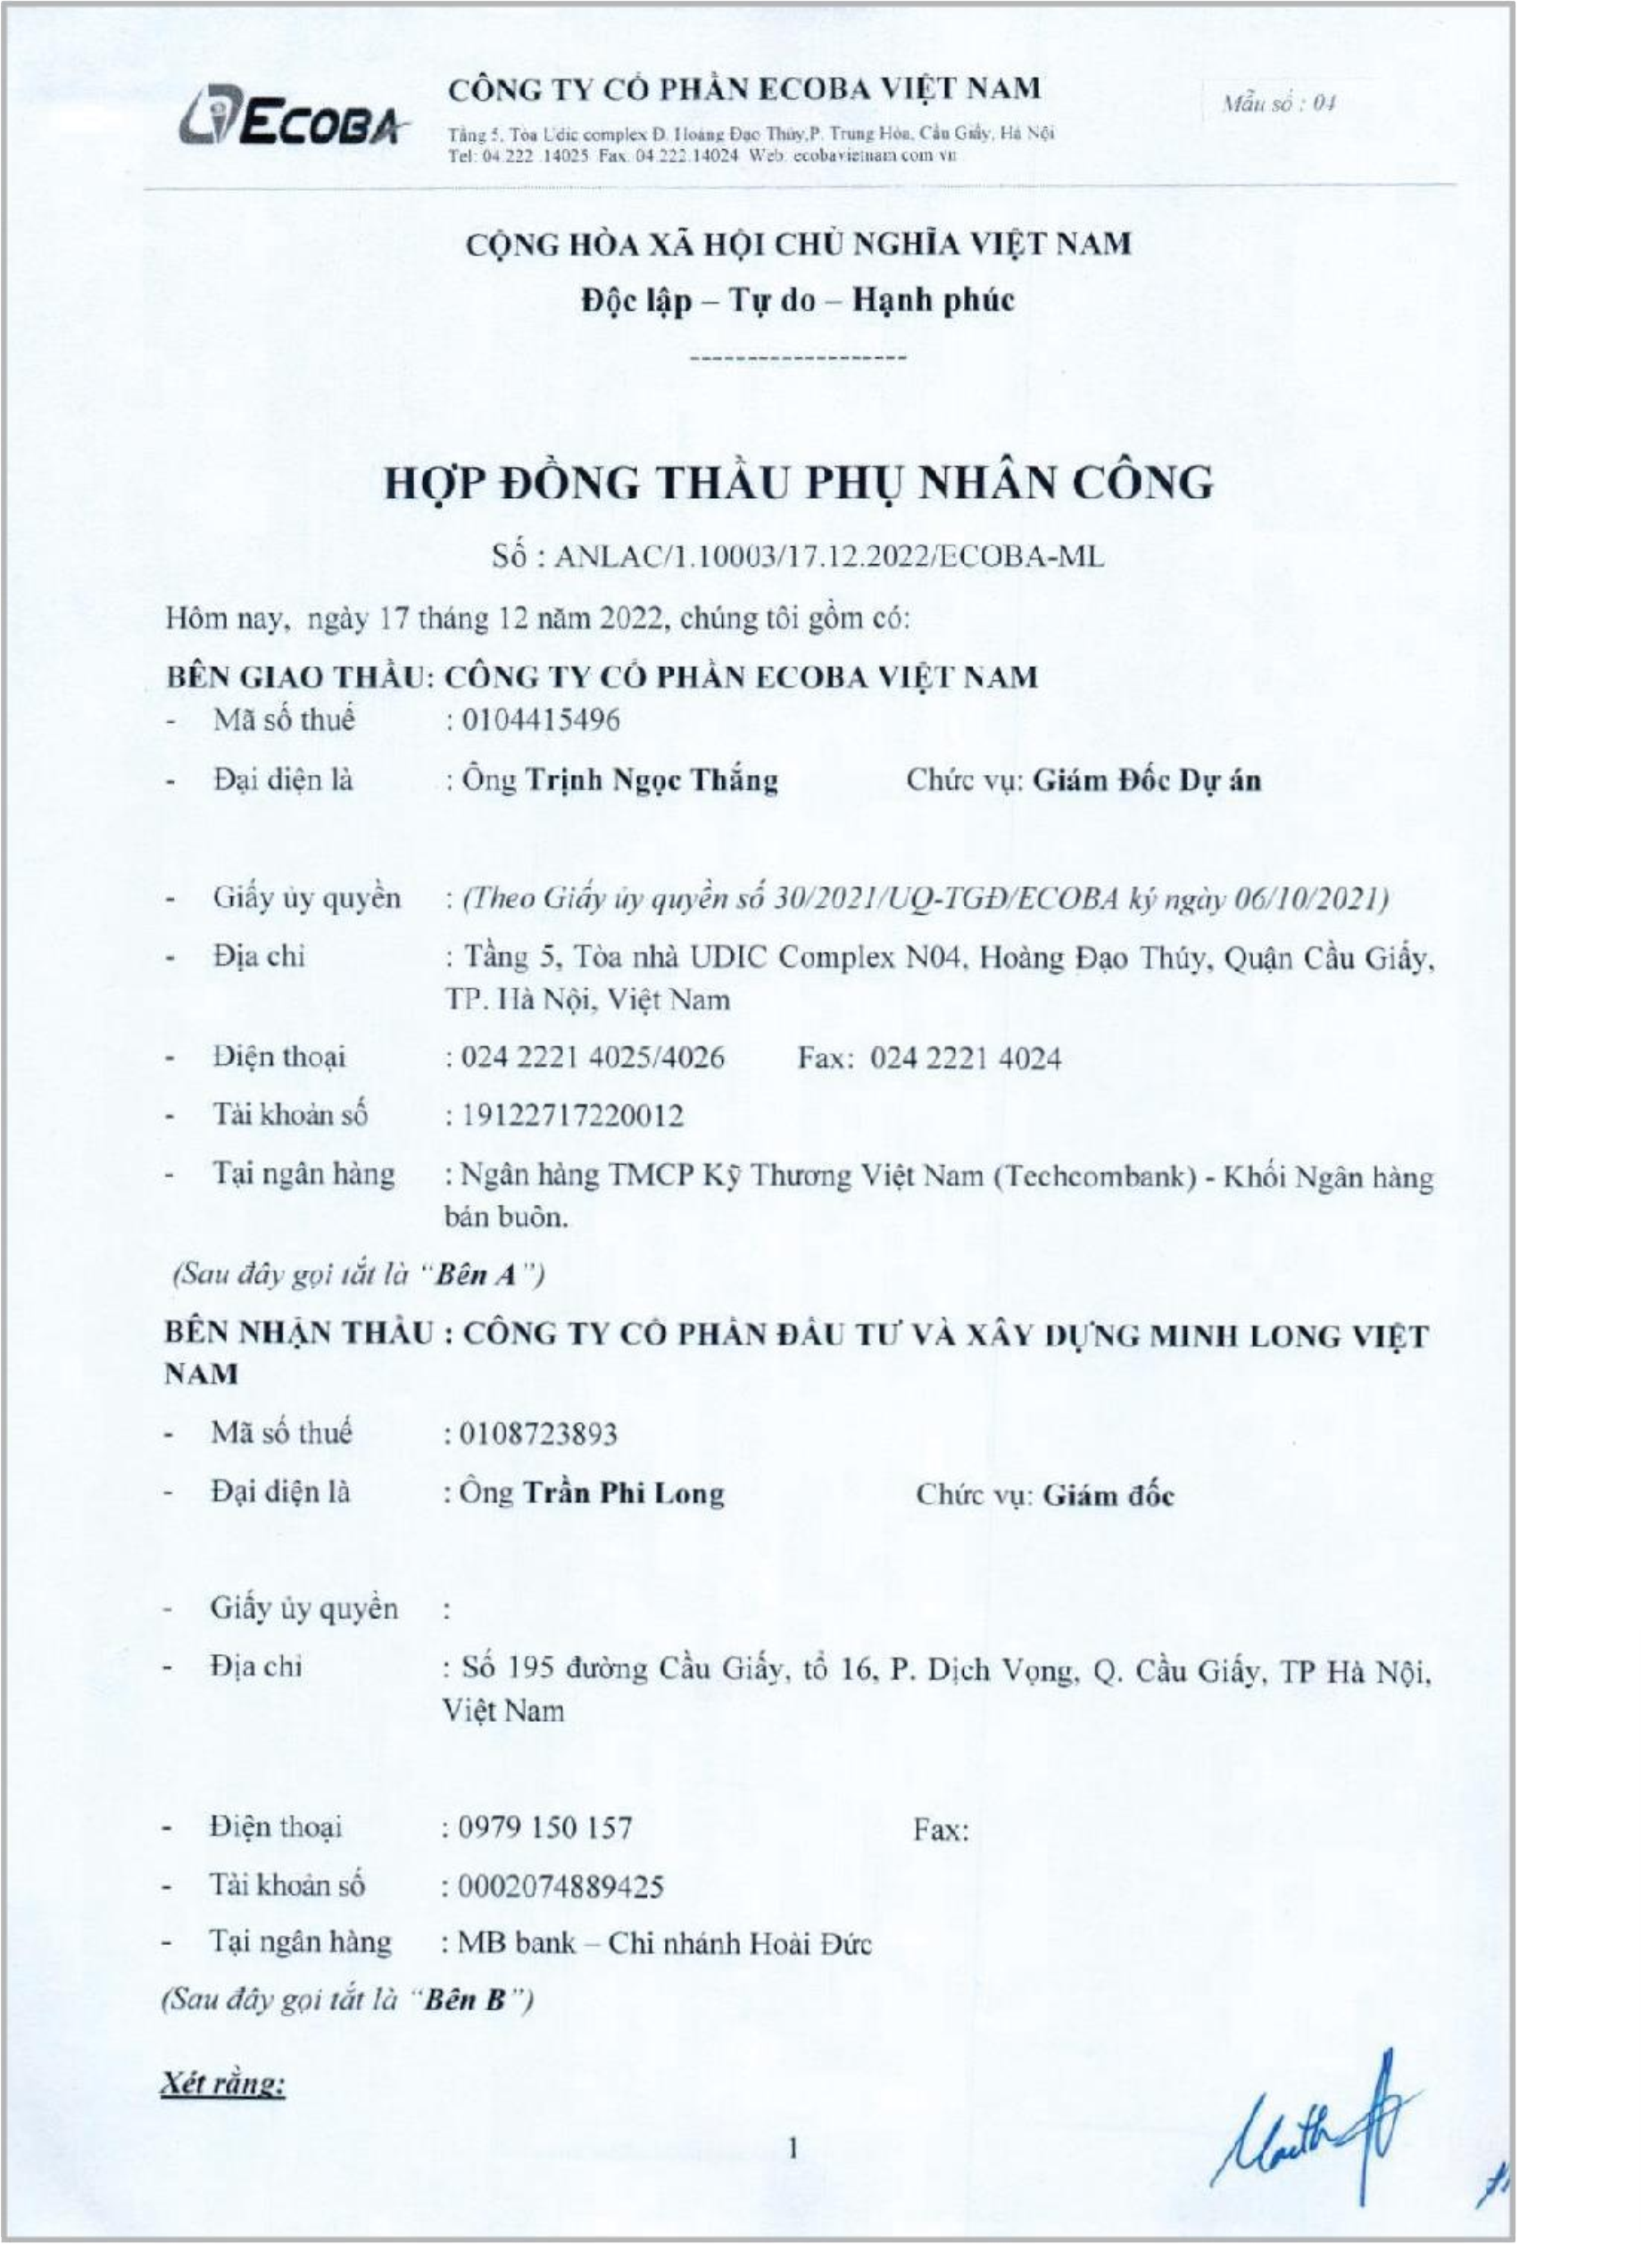 ECOBA
CÔNG TY CỔ PHẦN ECOBA VIỆT NAM
Mẫu số : 04
Tầng 5, Tòa Udic complex Đ. Hoàng Đạo Thúy,P. Trung Hòa, Cầu Giấy, Hà Nội
Tel: 04.222 .14025 Fax. 04.222.14024 Web. ecobavietnam.com.vn
CỘNG HÒA XÃ HỘI CHỦ NGHĨA VIỆT NAM
Độc lập – Tự do – Hạnh phúc
-------------------
HỢP ĐỒNG THẦU PHỤ NHÂN CÔNG
Số : ANLAC/1.10003/17.12.2022/ECOBA-ML
Hôm nay, ngày 17 tháng 12 năm 2022, chúng tôi gồm có:
BÊN GIAO THẦU: CÔNG TY CỔ PHẦN ECOBA VIỆT NAM
- Mã số thuế : 0104415496
- Đại diện là : Ông Trịnh Ngọc Thắng Chức vụ: Giám Đốc Dự án
- Giấy ủy quyền : (Theo Giấy ủy quyền số 30/2021/UQ-TGĐ/ECOBA ký ngày 06/10/2021)
- Địa chỉ : Tầng 5, Tòa nhà UDIC Complex N04, Hoàng Đạo Thúy, Quận Cầu Giấy,
TP. Hà Nội, Việt Nam
- Điện thoại : 024 2221 4025/4026 Fax: 024 2221 4024
- Tài khoản số : 19122717220012
- Tại ngân hàng : Ngân hàng TMCP Kỹ Thương Việt Nam (Techcombank) - Khối Ngân hàng
bán buôn.
(Sau đây gọi tắt là “Bên A”)
BÊN NHẬN THẦU : CÔNG TY CỔ PHẦN ĐẦU TƯ VÀ XÂY DỰNG MINH LONG VIỆT
NAM
- Mã số thuế : 0108723893
- Đại diện là : Ông Trần Phi Long Chức vụ: Giám đốc
- Giấy ủy quyền :
- Địa chỉ : Số 195 đường Cầu Giấy, tổ 16, P. Dịch Vọng, Q. Cầu Giấy, TP Hà Nội,
Việt Nam
- Điện thoại : 0979 150 157 Fax:
- Tài khoản số : 0002074889425
- Tại ngân hàng : MB bank – Chi nhánh Hoài Đức
(Sau đây gọi tắt là “Bên B”)
Xét rằng:
1